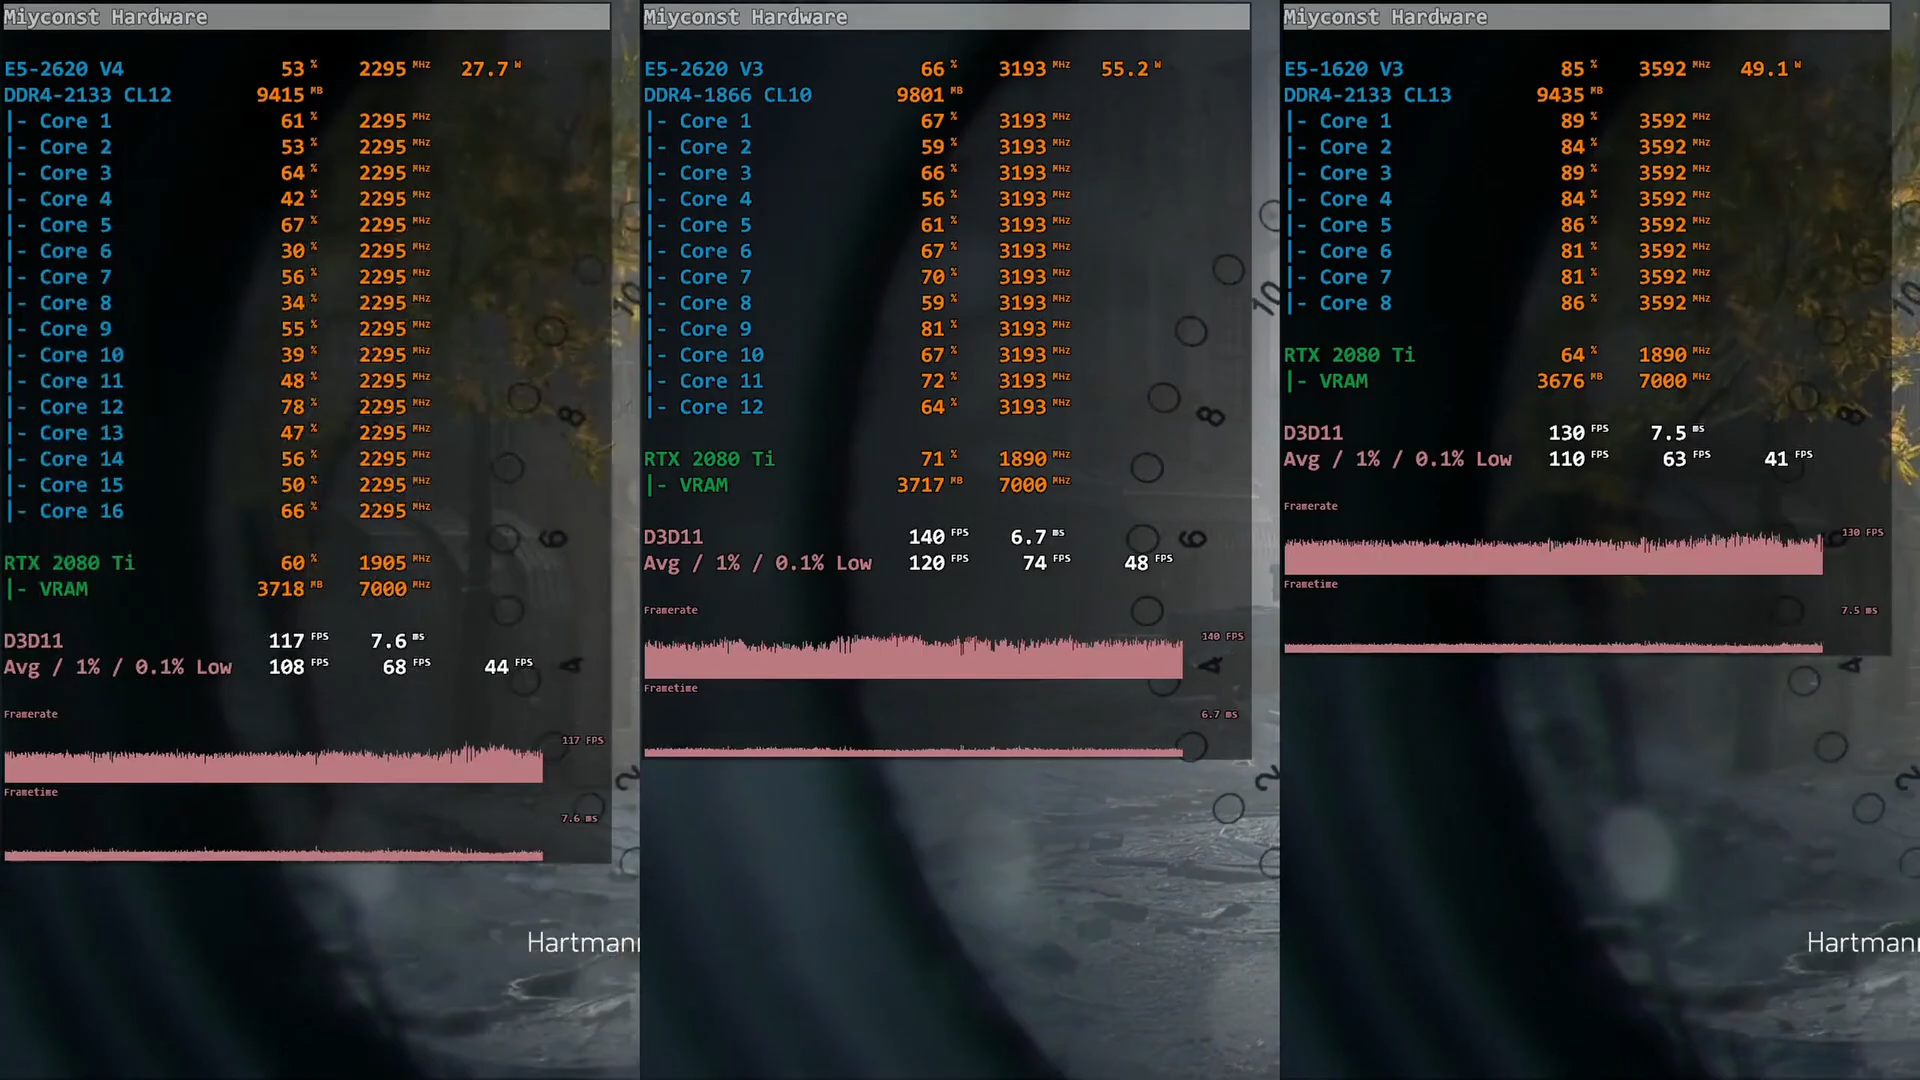 Miyconst Hardware
E5-2620 V4 53 % 2295 MHz 27.7 W
DDR4-2133 CL12 9415 MB
|- Core 1 61 % 2295 MHz
|- Core 2 53 % 2295 MHz
|- Core 3 64 % 2295 MHz
|- Core 4 42 % 2295 MHz
|- Core 5 67 % 2295 MHz
|- Core 6 30 % 2295 MHz
|- Core 7 56 % 2295 MHz
|- Core 8 34 % 2295 MHz
|- Core 9 55 % 2295 MHz
|- Core 10 39 % 2295 MHz
|- Core 11 48 % 2295 MHz
|- Core 12 78 % 2295 MHz
|- Core 13 47 % 2295 MHz
|- Core 14 56 % 2295 MHz
|- Core 15 50 % 2295 MHz
|- Core 16 66 % 2295 MHz
RTX 2080 Ti 60 % 1905 MHz
|- VRAM 3718 MB 7000 MHz
D3D11 117 FPS 7.6 ms
Avg / 1% / 0.1% Low 108 FPS 68 FPS 44 FPS
Framerate
117 FPS
Frametime
7.6 ms
10
8
6
4
2
Hartmann
Miyconst Hardware
E5-2620 V3 66 % 3193 MHz 55.2 W
DDR4-1866 CL10 9801 MB
|- Core 1 67 % 3193 MHz
|- Core 2 59 % 3193 MHz
|- Core 3 66 % 3193 MHz
|- Core 4 56 % 3193 MHz
|- Core 5 61 % 3193 MHz
|- Core 6 67 % 3193 MHz
|- Core 7 70 % 3193 MHz
|- Core 8 59 % 3193 MHz
|- Core 9 81 % 3193 MHz
|- Core 10 67 % 3193 MHz
|- Core 11 72 % 3193 MHz
|- Core 12 64 % 3193 MHz
RTX 2080 Ti 71 % 1890 MHz
|- VRAM 3717 MB 7000 MHz
D3D11 140 FPS 6.7 ms
Avg / 1% / 0.1% Low 120 FPS 74 FPS 48 FPS
Framerate
140 FPS
Frametime
6.7 ms
10
8
6
4
2
Miyconst Hardware
E5-1620 V3 85 % 3592 MHz 49.1 W
DDR4-2133 CL13 9435 MB
|- Core 1 89 % 3592 MHz
|- Core 2 84 % 3592 MHz
|- Core 3 89 % 3592 MHz
|- Core 4 84 % 3592 MHz
|- Core 5 86 % 3592 MHz
|- Core 6 81 % 3592 MHz
|- Core 7 81 % 3592 MHz
|- Core 8 86 % 3592 MHz
RTX 2080 Ti 64 % 1890 MHz
|- VRAM 3676 MB 7000 MHz
D3D11 130 FPS 7.5 ms
Avg / 1% / 0.1% Low 110 FPS 63 FPS 41 FPS
Framerate
130 FPS
Frametime
7.5 ms
10
8
6
4
2
Hartmann